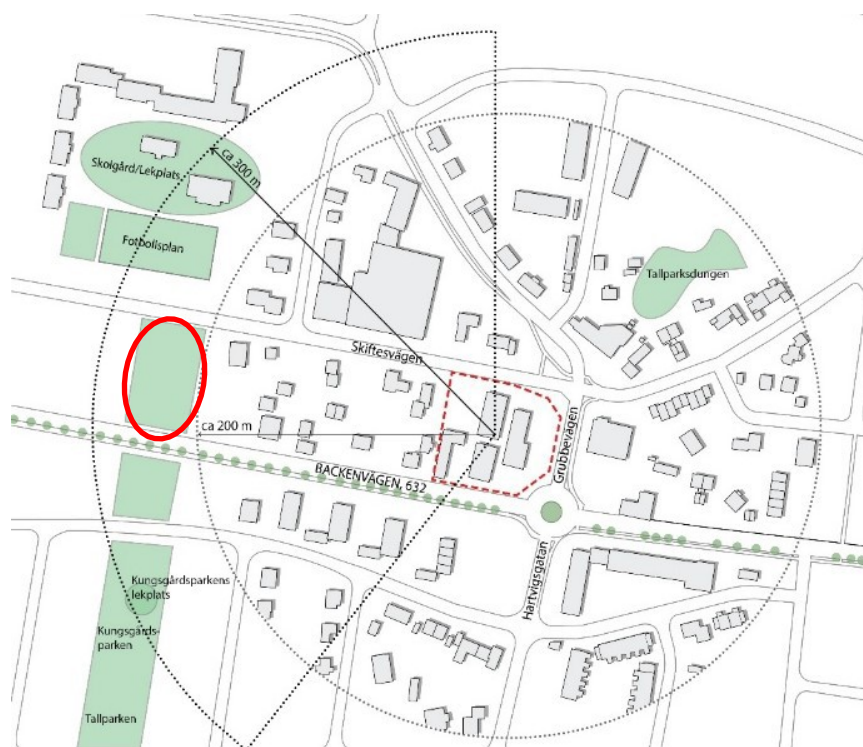 ca 300 m
Skolgård/Lekplats
Fotbollsplan
Tallparksdungen
Skiftesvägen
ca 200 m
Grubbevägen
BACKENVÄGEN, 632
Hartvigsgatan
Kungsgårdsparkens
lekplats
Kungsgårds-
parken
Tallparken